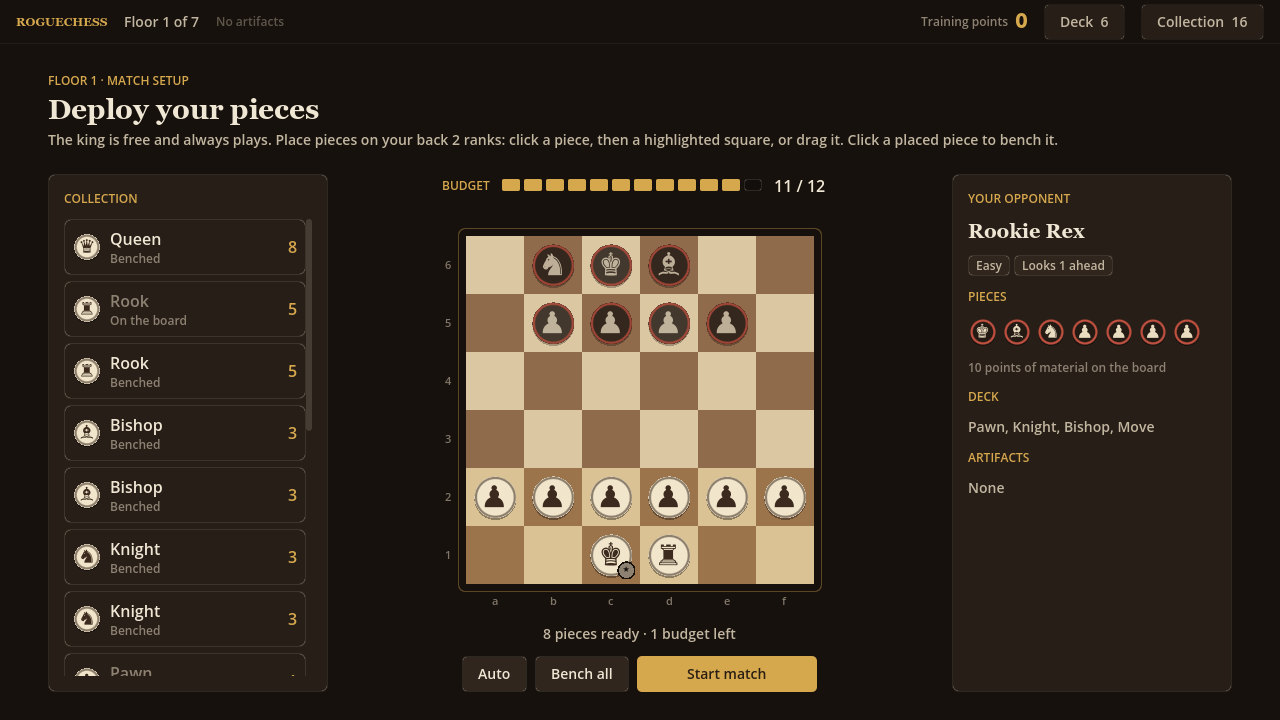 ROGUECHESS Floor 1 of 7 No artifacts Training points 0 Deck 6 Collection 16
FLOOR 1 · MATCH SETUP
Deploy your pieces
The king is free and always plays. Place pieces on your back 2 ranks: click a piece, then a highlighted square, or drag it. Click a placed piece to bench it.
COLLECTION
Queen 8
Benched
Rook 5
On the board
Rook 5
Benched
Bishop 3
Benched
Bishop 3
Benched
Knight 3
Benched
Knight 3
Benched
Pawn
BUDGET 11 / 12
6
5
4
3
2
1
a b c d e f
8 pieces ready · 1 budget left
Auto Bench all Start match
YOUR OPPONENT
Rookie Rex
Easy Looks 1 ahead
PIECES
10 points of material on the board
DECK
Pawn, Knight, Bishop, Move
ARTIFACTS
None